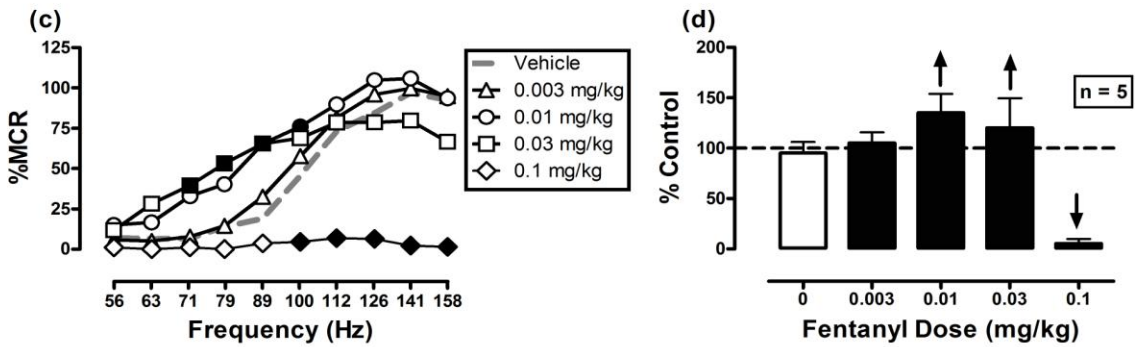 (c)
%MCR
125
100
75
50
25
0
56 63 71 79 89 100 112 126 141 158
Frequency (Hz)
Vehicle
0.003 mg/kg
0.01 mg/kg
0.03 mg/kg
0.1 mg/kg
(d)
% Control
200
150
100
50
0
n = 5
0 0.003 0.01 0.03 0.1
Fentanyl Dose (mg/kg)